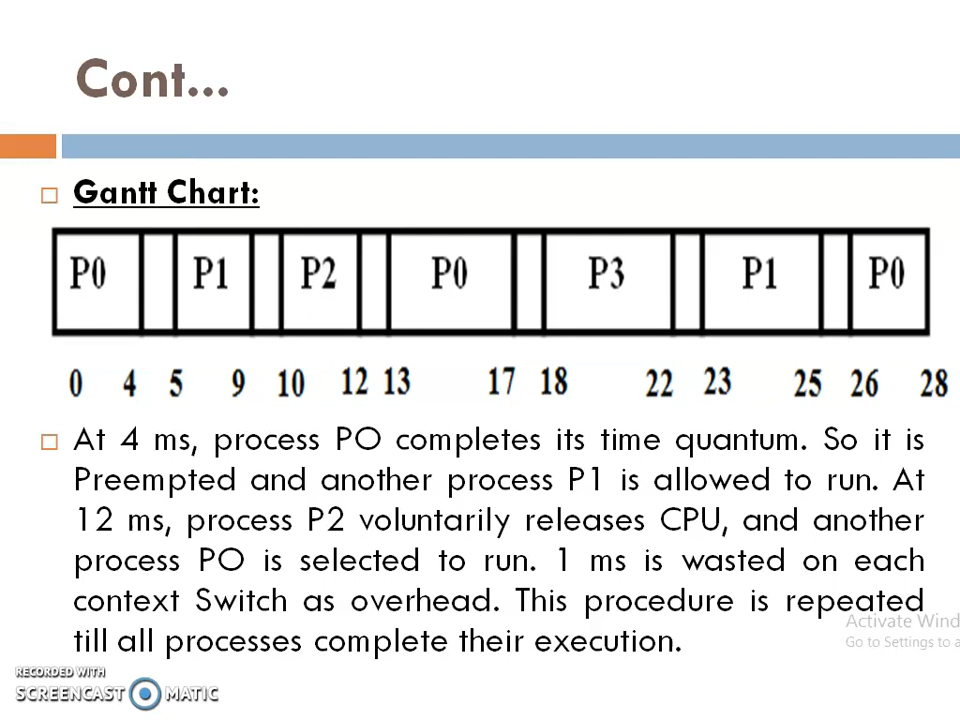 Cont...
Gantt Chart:
P0 P1 P2 P0 P3 P1 P0
0 4 5 9 10 12 13 17 18 22 23 25 26 28
At 4 ms, process PO completes its time quantum. So it is
Preempted and another process P1 is allowed to run. At
12 ms, process P2 voluntarily releases CPU, and another
process PO is selected to run. 1 ms is wasted on each
context Switch as overhead. This procedure is repeated
till all processes complete their execution.
Activate Wind
Go to Settings to a
RECORDED WITH
SCREENCAST MATIC